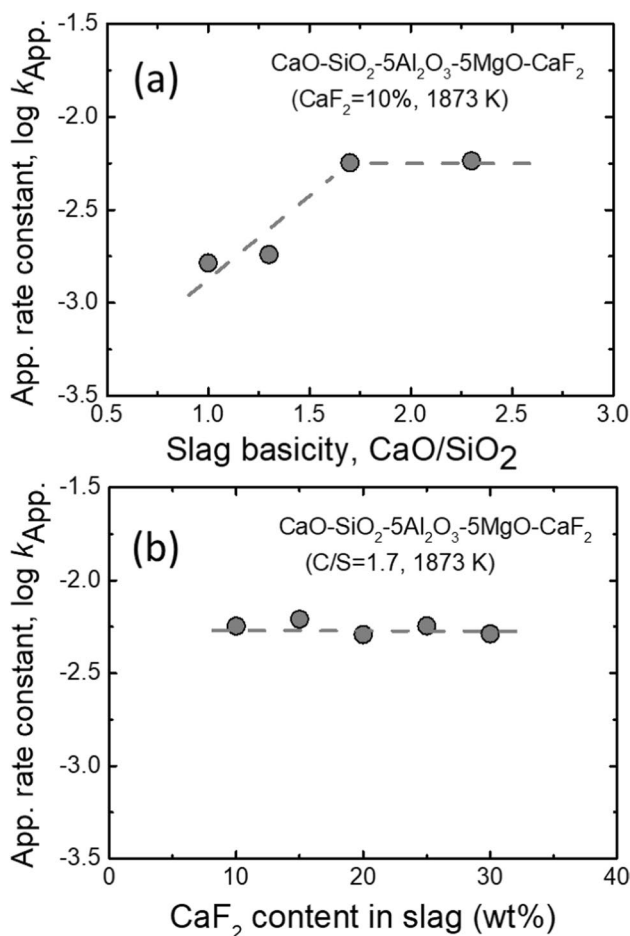 -1.5
(a)
CaO-SiO₂-5Al₂O₃-5MgO-CaF₂
(CaF₂=10%, 1873 K)
-2.0
-2.5
-3.0
-3.5
App. rate constant, log kApp.
0.5 1.0 1.5 2.0 2.5 3.0
Slag basicity, CaO/SiO₂
-1.5
(b)
CaO-SiO₂-5Al₂O₃-5MgO-CaF₂
(C/S=1.7, 1873 K)
-2.0
-2.5
-3.0
-3.5
App. rate constant, log kApp.
0 10 20 30 40
CaF₂ content in slag (wt%)